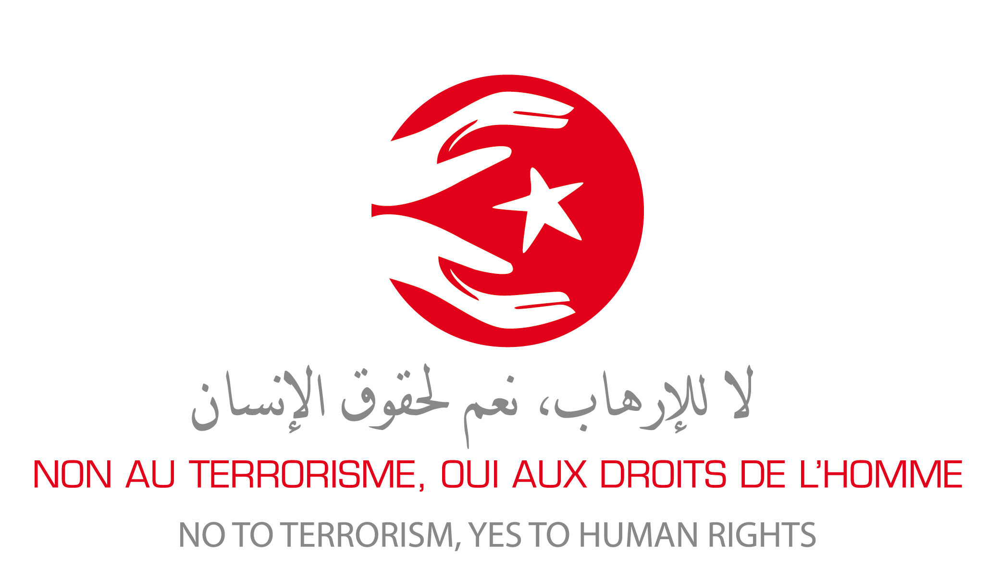 لا للإرهاب، نعم لحقوق الإنسان
NON AU TERRORISME, OUI AUX DROITS DE L’HOMME
NO TO TERRORISM, YES TO HUMAN RIGHTS